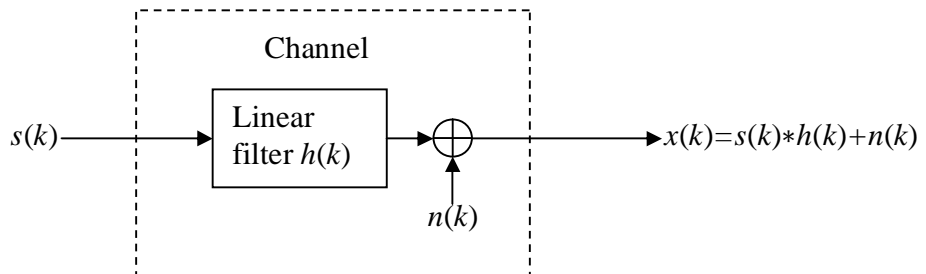 Channel
s(k)
Linear
filter h(k)
x(k)=s(k)*h(k)+n(k)
n(k)